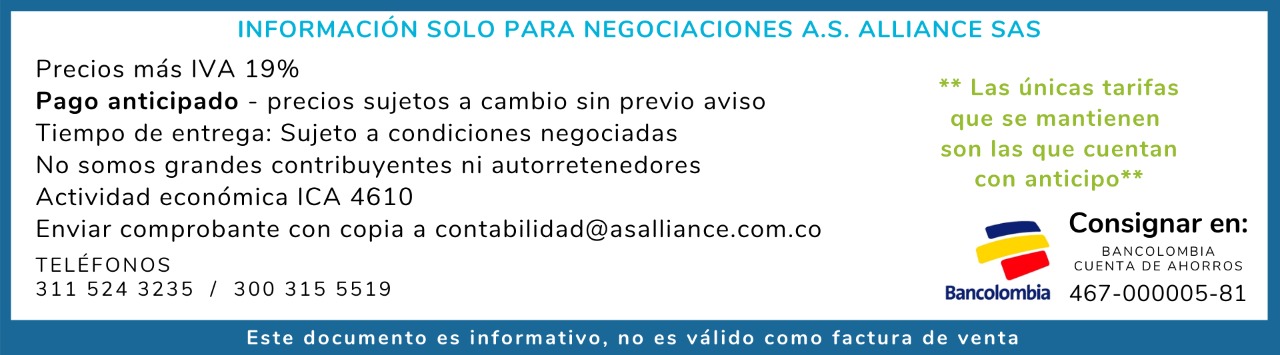 INFORMACIÓN SOLO PARA NEGOCIACIONES A.S. ALLIANCE SAS
Precios más IVA 19%
Pago anticipado - precios sujetos a cambio sin previo aviso
Tiempo de entrega: Sujeto a condiciones negociadas
No somos grandes contribuyentes ni autorretenedores
Actividad económica ICA 4610
Enviar comprobante con copia a contabilidad@asalliance.com.co
TELÉFONOS
311 524 3235 / 300 315 5519
** Las únicas tarifas
que se mantienen
son las que cuentan
con anticipo**
Bancolombia
Consignar en:
BANCOLOMBIA
CUENTA DE AHORROS
467-000005-81
Este documento es informativo, no es válido como factura de venta